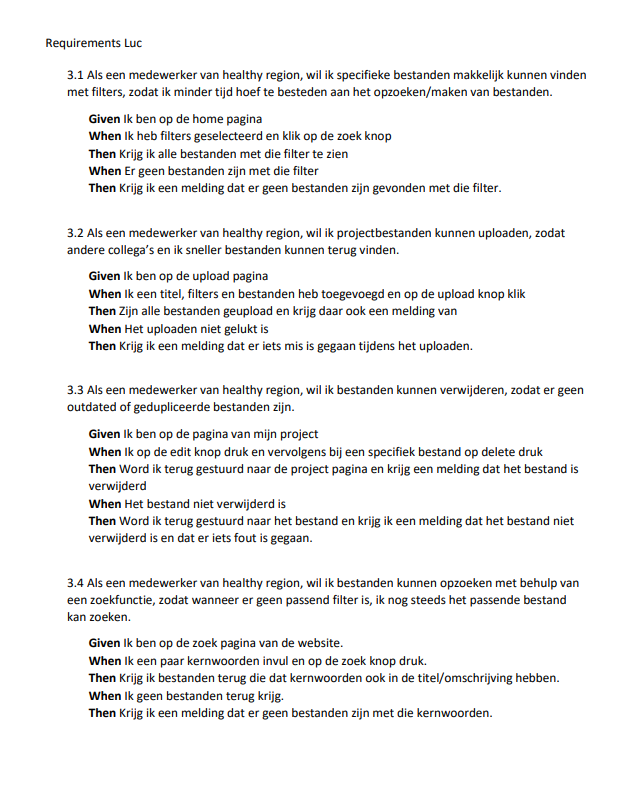 Requirements Luc
3.1 Als een medewerker van healthy region, wil ik specifieke bestanden makkelijk kunnen vinden
met filters, zodat ik minder tijd hoef te besteden aan het opzoeken/maken van bestanden.
Given Ik ben op de home pagina
When Ik heb filters geselecteerd en klik op de zoek knop
Then Krijg ik alle bestanden met die filter te zien
When Er geen bestanden zijn met die filter
Then Krijg ik een melding dat er geen bestanden zijn gevonden met die filter.
3.2 Als een medewerker van healthy region, wil ik projectbestanden kunnen uploaden, zodat
andere collega’s en ik sneller bestanden kunnen terug vinden.
Given Ik ben op de upload pagina
When Ik een titel, filters en bestanden heb toegevoegd en op de upload knop klik
Then Zijn alle bestanden geupload en krijg daar ook een melding van
When Het uploaden niet gelukt is
Then Krijg ik een melding dat er iets mis is gegaan tijdens het uploaden.
3.3 Als een medewerker van healthy region, wil ik bestanden kunnen verwijderen, zodat er geen
outdated of gedupliceerde bestanden zijn.
Given Ik ben op de pagina van mijn project
When Ik op de edit knop druk en vervolgens bij een specifiek bestand op delete druk
Then Word ik terug gestuurd naar de project pagina en krijg een melding dat het bestand is
verwijderd
When Het bestand niet verwijderd is
Then Word ik terug gestuurd naar het bestand en krijg ik een melding dat het bestand niet
verwijderd is en dat er iets fout is gegaan.
3.4 Als een medewerker van healthy region, wil ik bestanden kunnen opzoeken met behulp van
een zoekfunctie, zodat wanneer er geen passend filter is, ik nog steeds het passende bestand
kan zoeken.
Given Ik ben op de zoek pagina van de website.
When Ik een paar kernwoorden invul en op de zoek knop druk.
Then Krijg ik bestanden terug die dat kernwoorden ook in de titel/omschrijving hebben.
When Ik geen bestanden terug krijg.
Then Krijg ik een melding dat er geen bestanden zijn met die kernwoorden.